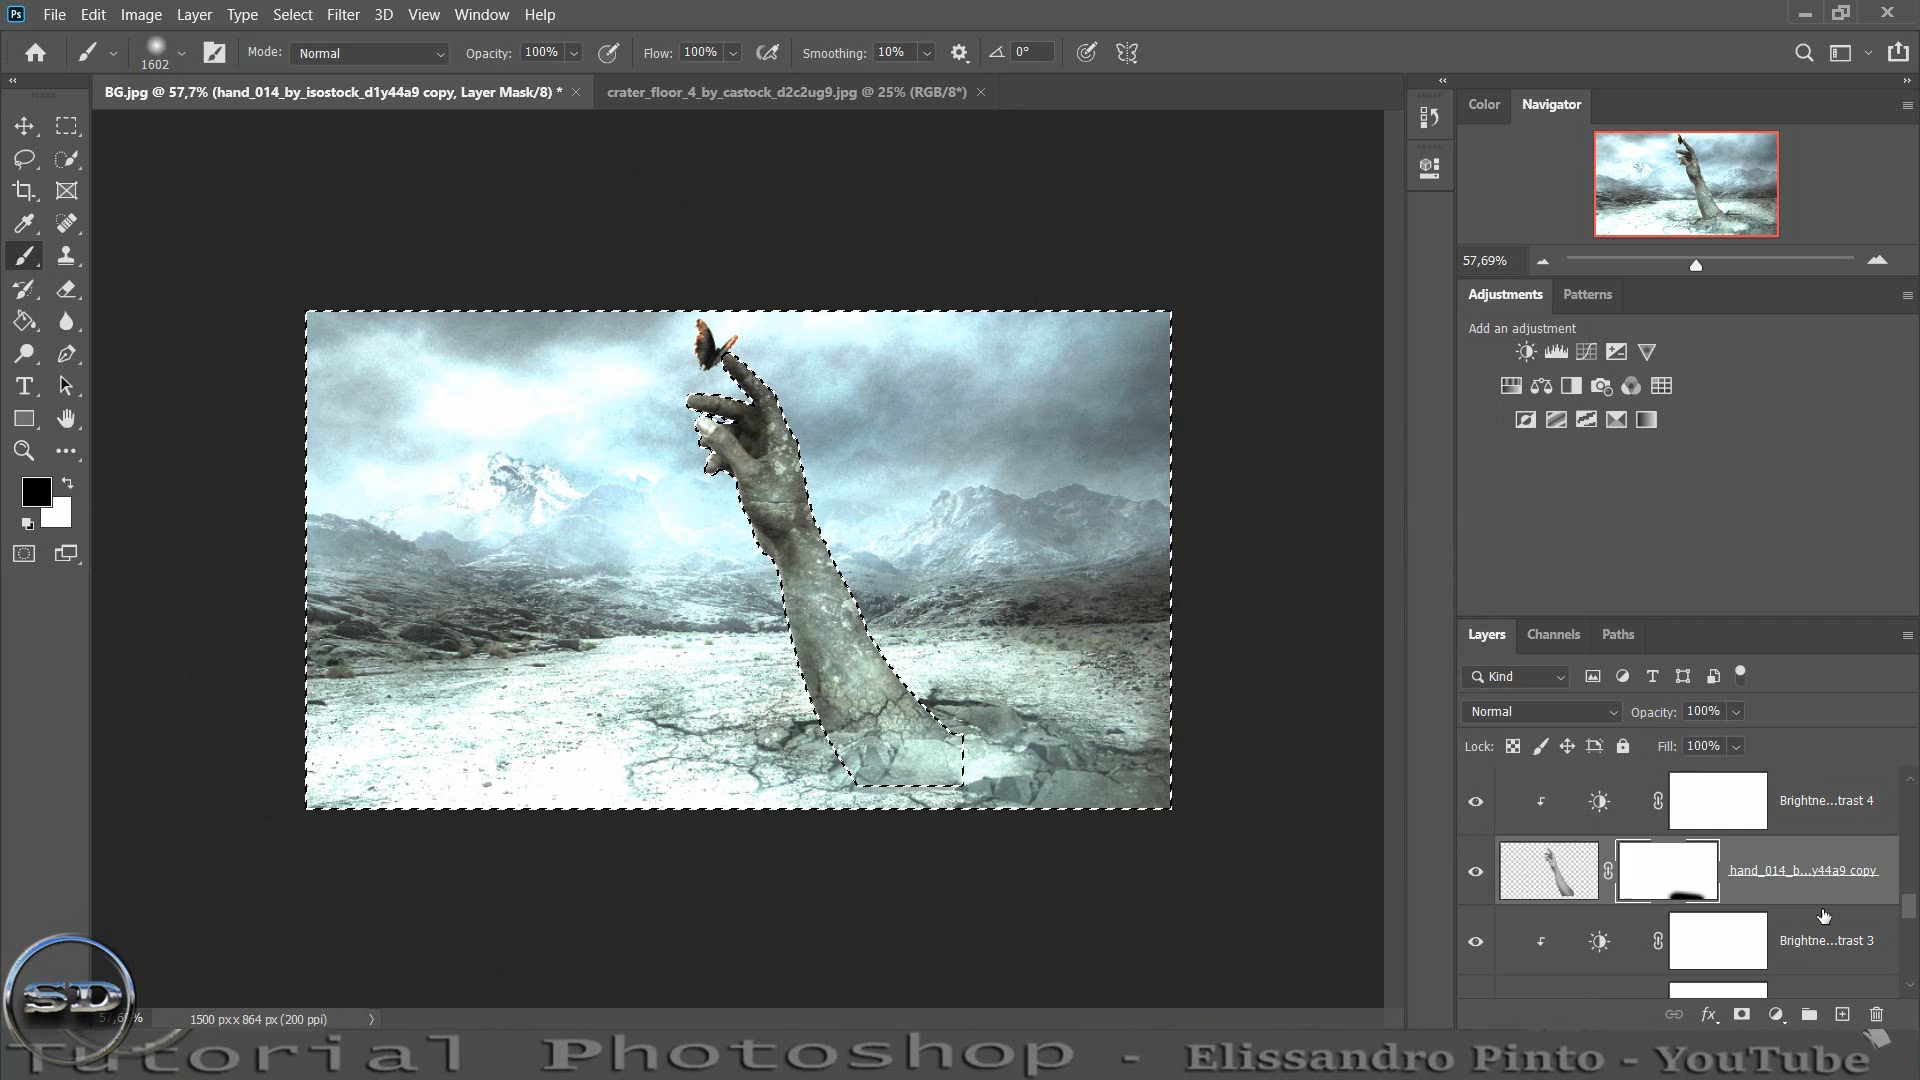 Ps File Edit Image Layer Type Select Filter 3D View Window Help
1602 Mode: Normal Opacity: 100% Flow: 100% Smoothing: 10% 0°
BG.jpg @ 57,7% (hand_014_by_isostock_d1y44a9 copy, Layer Mask/8) * crater_floor_4_by_castock_d2c2ug9.jpg @ 25% (RGB/8*)
Color Navigator
57,69%
Adjustments Patterns
Add an adjustment
Layers Channels Paths
Kind
Normal Opacity: 100%
Lock: Fill: 100%
Brightne...trast 4
hand_014_b...y44a9 copy
Brightne...trast 3
fx
SD
1500 px x 864 px (200 ppi)
Tutorial Photoshop - Elissandro Pinto - YouTube